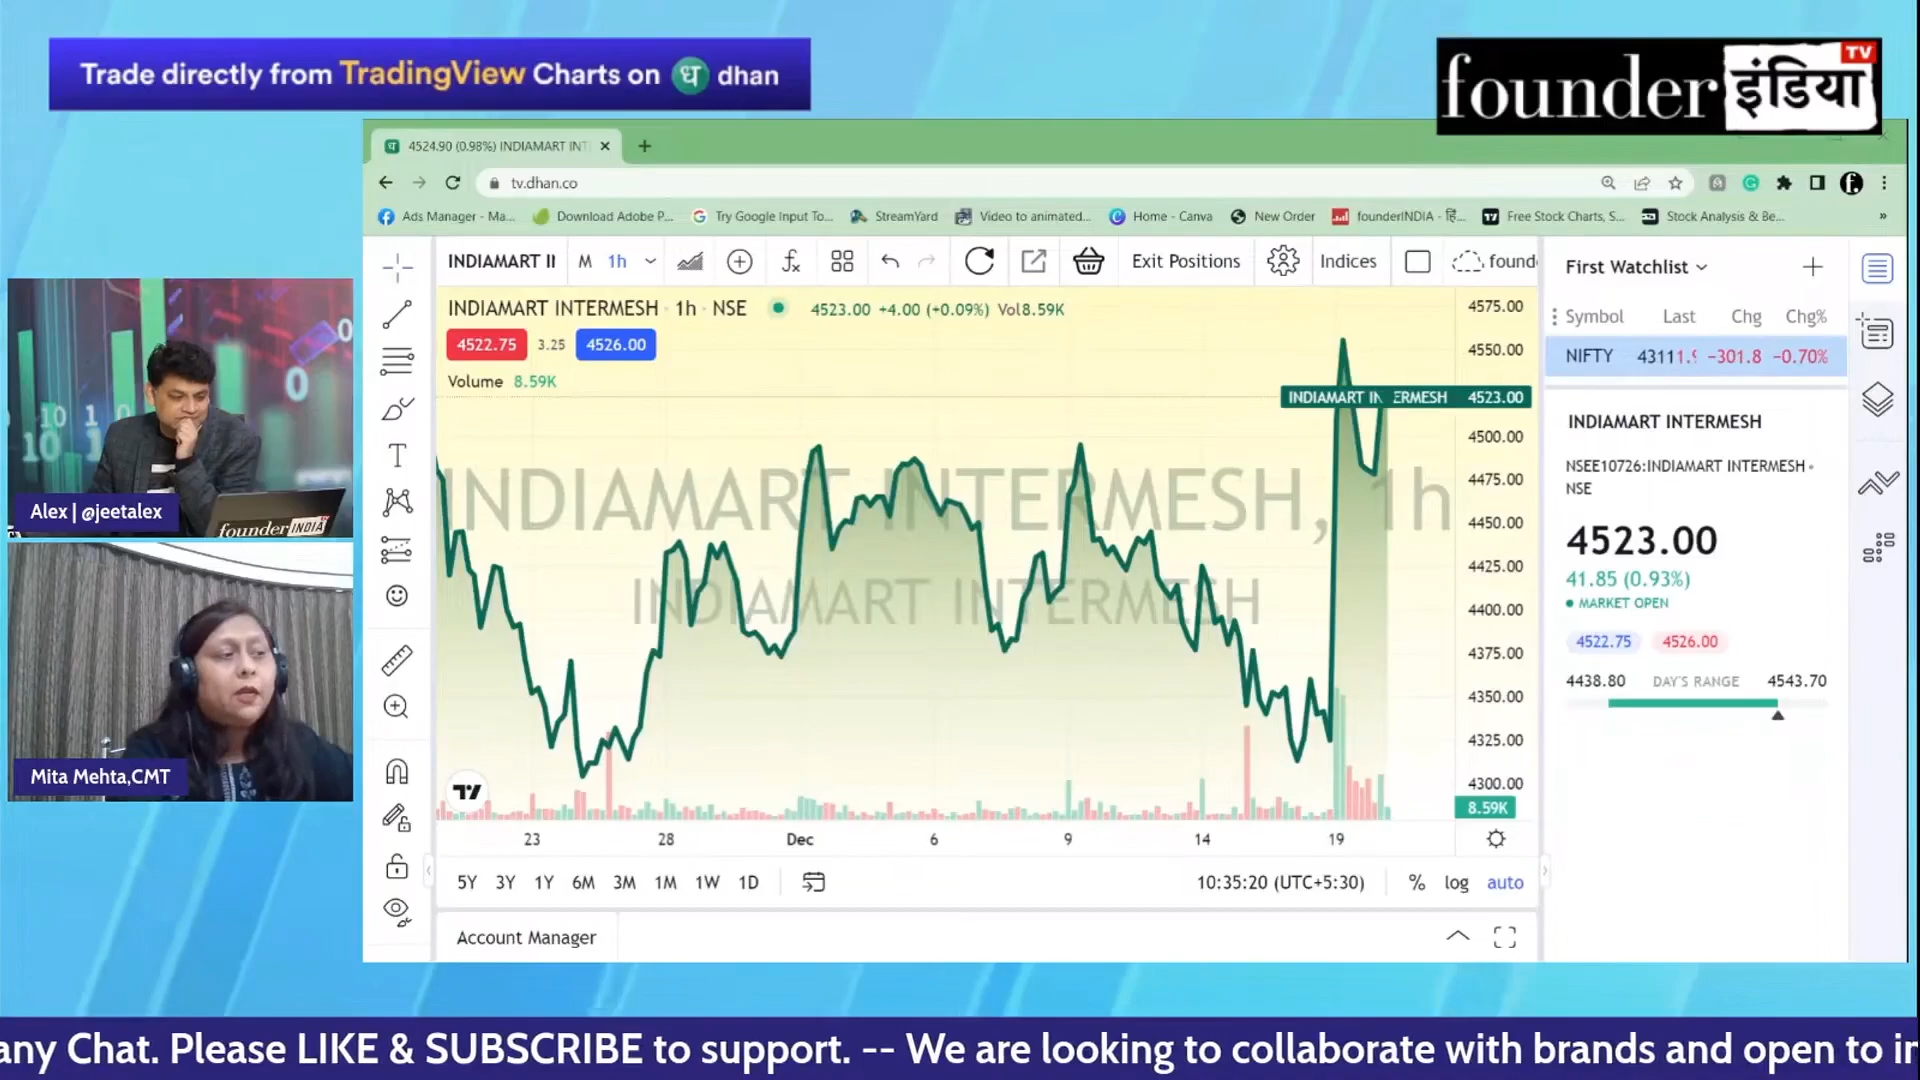 Trade directly from TradingView Charts on ध dhan
founder इंडिया TV
4524.90 (0.98%) INDIAMART INT
tv.dhan.co
Ads Manager - Ma...
Download Adobe P...
Try Google Input To...
StreamYard
Video to animated...
Home - Canva
New Order
founderINDIA - हि...
Free Stock Charts, S...
Stock Analysis & Be...
INDIAMART II M 1h
Exit Positions
Indices
found
INDIAMART INTERMESH · 1h · NSE 4523.00 +4.00 (+0.09%) Vol8.59K
4522.75 3.25 4526.00
Volume 8.59K
INDIAMART INTERMESH, 1h
INDIAMART INTERMESH
4575.00
4550.00
4523.00
4500.00
4475.00
4450.00
4425.00
4400.00
4375.00
4350.00
4325.00
4300.00
8.59K
23 28 Dec 6 9 14 19
5Y 3Y 1Y 6M 3M 1M 1W 1D
10:35:20 (UTC+5:30) % log auto
Account Manager
First Watchlist
Symbol Last Chg Chg%
NIFTY 43111.9 −301.8 −0.70%
INDIAMART INTERMESH
NSEE10726:INDIAMART INTERMESH •
NSE
4523.00
41.85 (0.93%)
MARKET OPEN
4522.75 4526.00
4438.80 DAY'S RANGE 4543.70
Alex | @jeetalex
founder INDIA
Mita Mehta,CMT
any Chat. Please LIKE & SUBSCRIBE to support. -- We are looking to collaborate with brands and open to